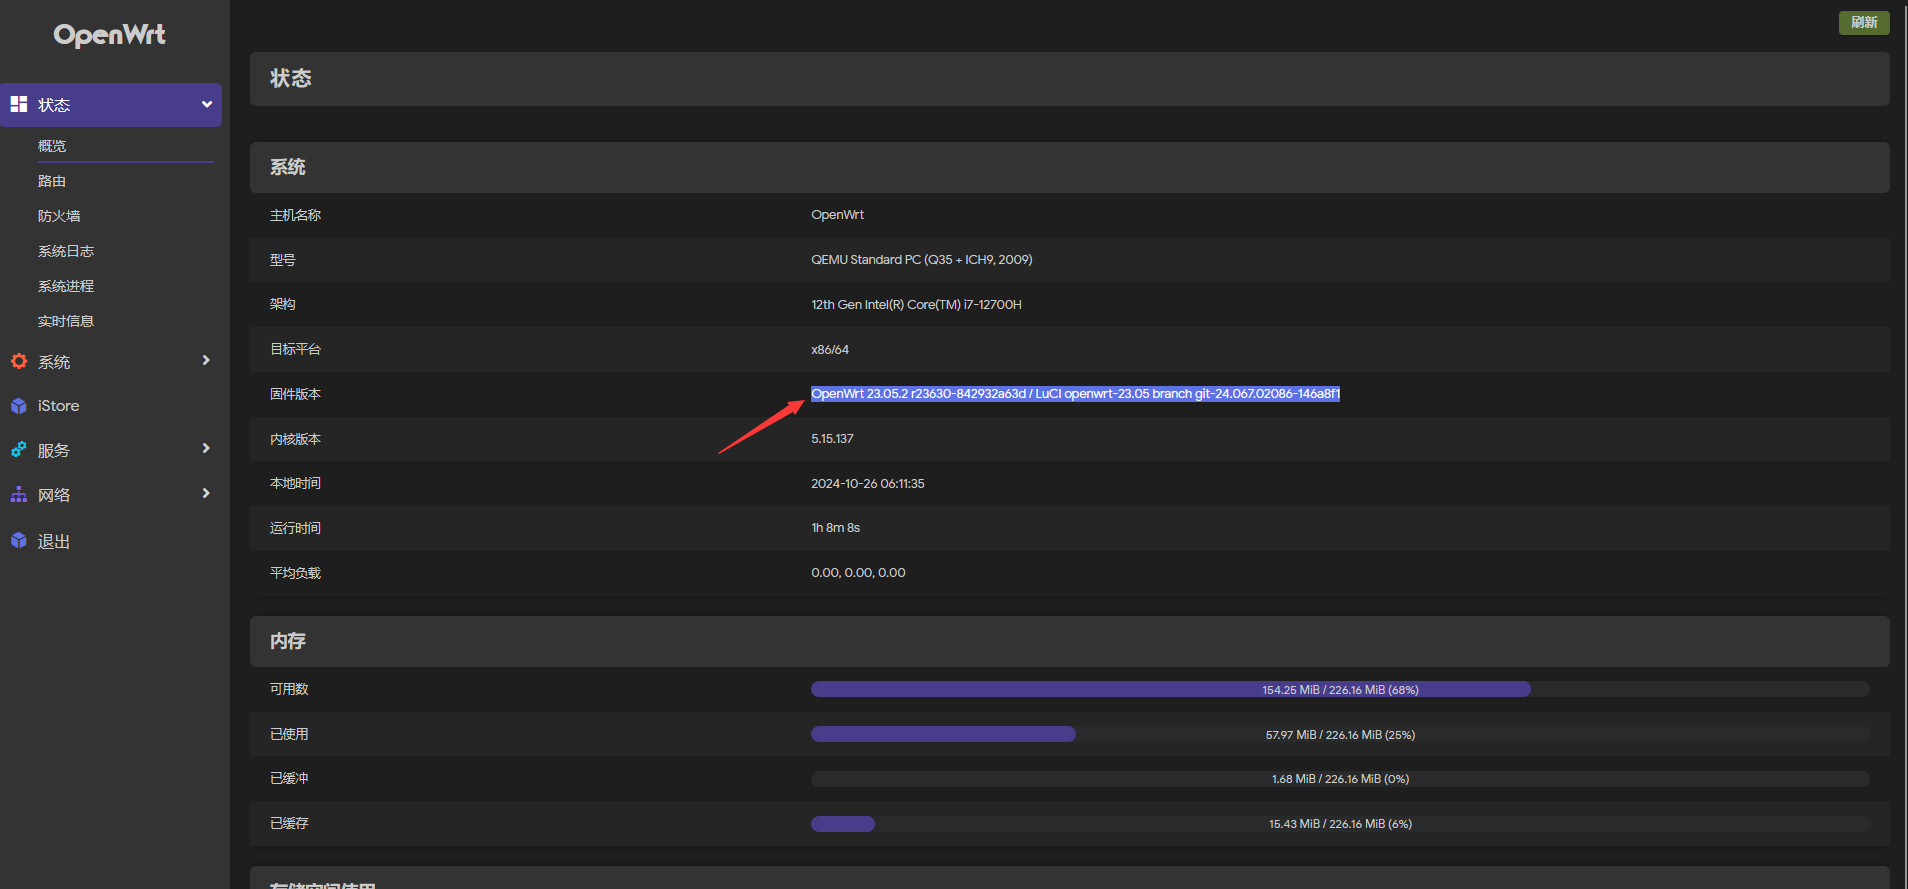 OpenWrt
刷新
状态
概览
路由
防火墙
系统日志
系统进程
实时信息
系统
iStore
服务
网络
退出
状态
系统
主机名称 OpenWrt
型号 QEMU Standard PC (Q35 + ICH9, 2009)
架构 12th Gen Intel(R) Core(TM) i7-12700H
目标平台 x86/64
固件版本 OpenWrt 23.05.2 r23630-842932a63d / LuCI openwrt-23.05 branch git-24.067.02086-146a8f1
内核版本 5.15.137
本地时间 2024-10-26 06:11:35
运行时间 1h 8m 8s
平均负载 0.00, 0.00, 0.00
内存
可用数 154.25 MiB / 226.16 MiB (68%)
已使用 57.97 MiB / 226.16 MiB (25%)
已缓冲 1.68 MiB / 226.16 MiB (0%)
已缓存 15.43 MiB / 226.16 MiB (6%)
存储空间使用